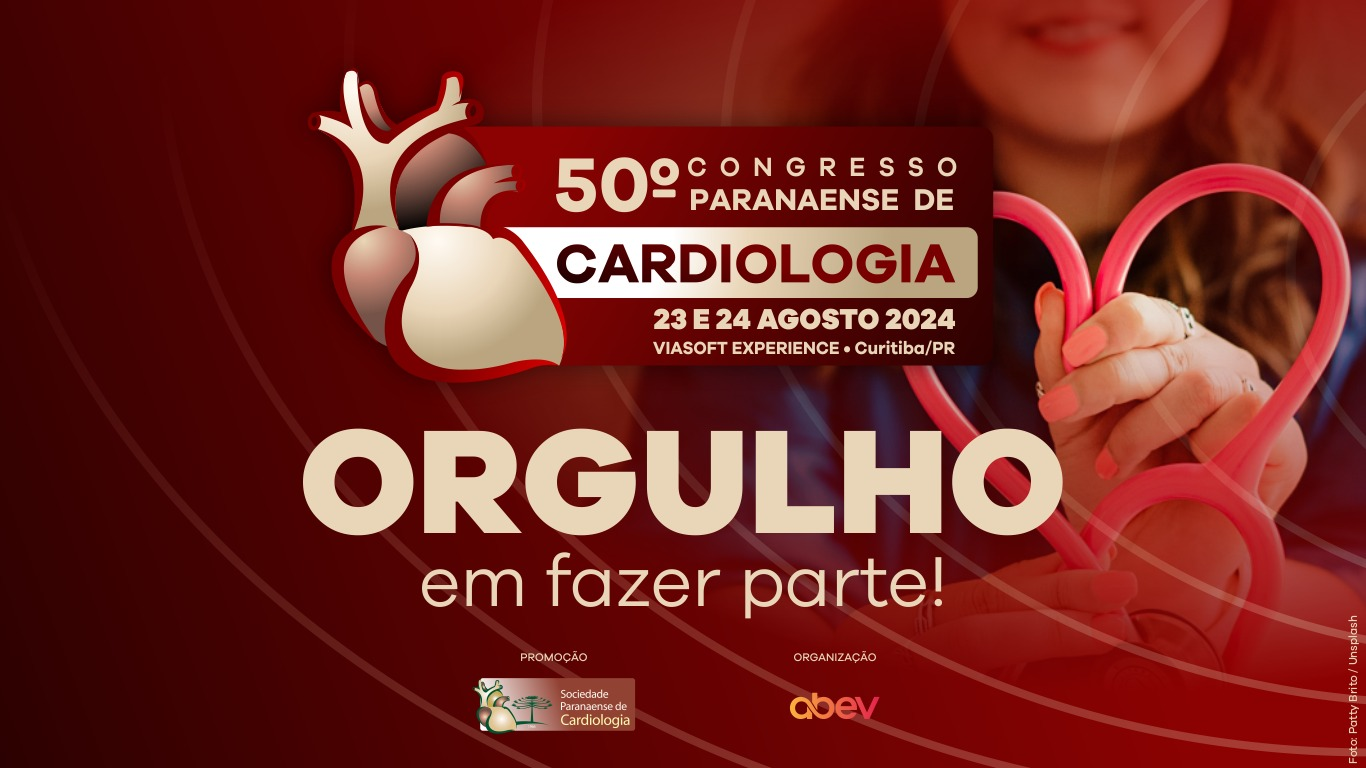 50º CONGRESSO
PARANAENSE DE
CARDIOLOGIA
23 E 24 AGOSTO 2024
VIASOFT EXPERIENCE • Curitiba/PR
ORGULHO
em fazer parte!
PROMOÇÃO
Sociedade
Paranaense de
Cardiologia
ORGANIZAÇÃO
abev
Foto: Patty Brito / Unsplash